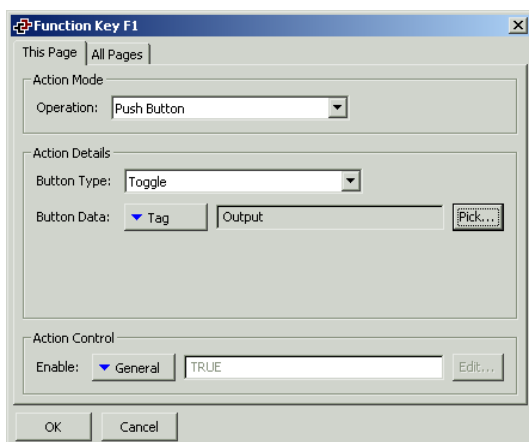 Function Key F1
This Page All Pages
Action Mode
Operation: Push Button
Action Details
Button Type: Toggle
Button Data: Tag Output Pick...
Action Control
Enable: General TRUE Edit...
OK Cancel